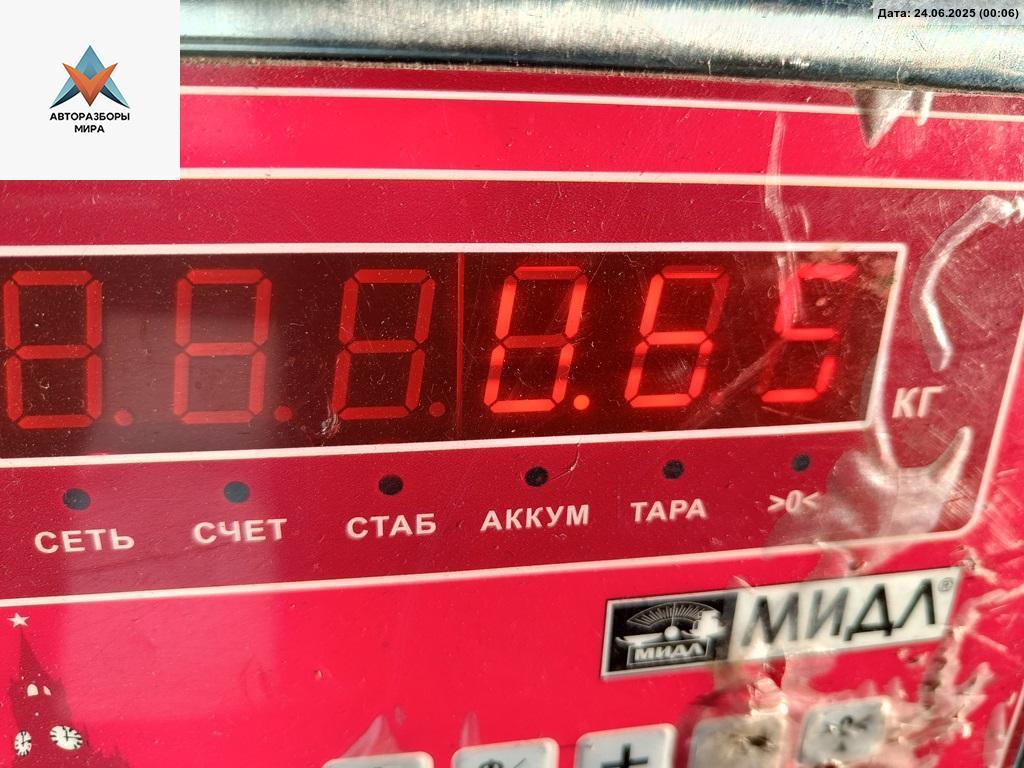 Дата: 24.06.2025 (00:06)
АВТОРАЗБОРЫ
МИРА
0.65
КГ
СЕТЬ СЧЕТ СТАБ АККУМ ТАРА >0<
МИДЛ МИДЛ®
+